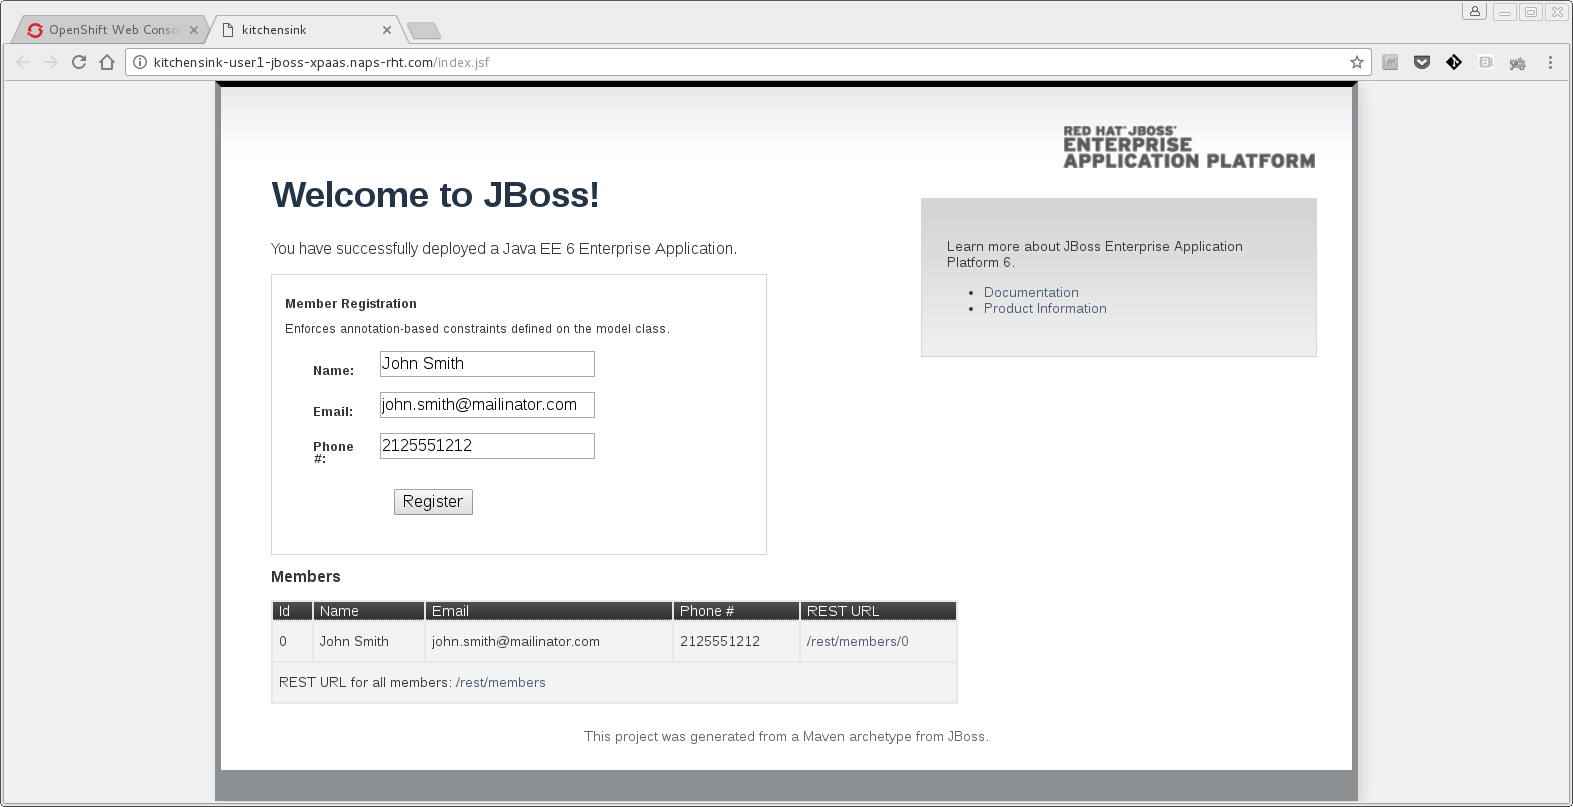 OpenShift Web Consol
kitchensink
kitchensink-user1-jboss-xpaas.naps-rht.com/index.jsf
RED HAT® JBOSS®
ENTERPRISE
APPLICATION PLATFORM
Welcome to JBoss!
You have successfully deployed a Java EE 6 Enterprise Application.
Learn more about JBoss Enterprise Application
Platform 6.
• Documentation
• Product Information
Member Registration
Enforces annotation-based constraints defined on the model class.
Name: John Smith
Email: john.smith@mailinator.com
Phone
#: 2125551212
Register
Members
Id Name Email Phone # REST URL
0 John Smith john.smith@mailinator.com 2125551212 /rest/members/0
REST URL for all members: /rest/members
This project was generated from a Maven archetype from JBoss.